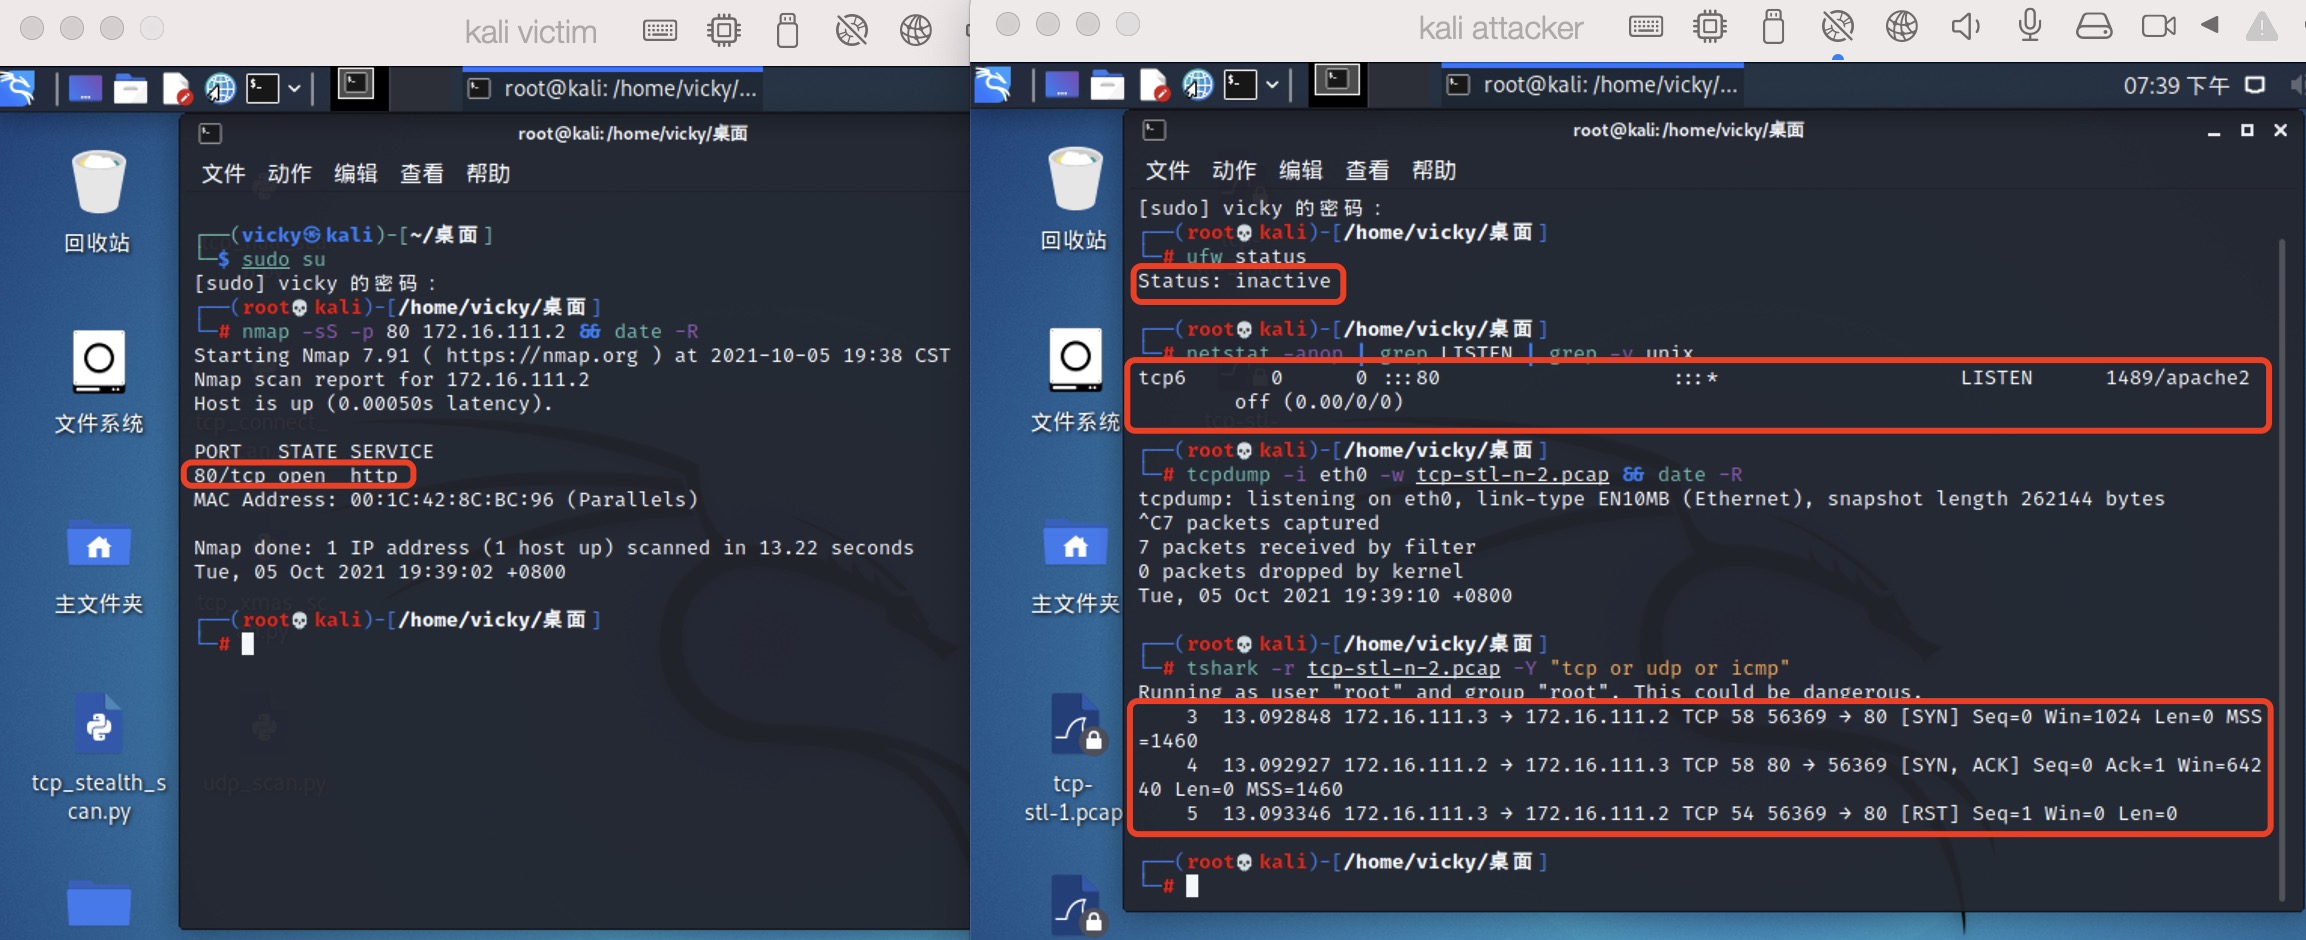 kali victim
root@kali: /home/vicky/...
root@kali: /home/vicky/桌面
文件 动作 编辑 查看 帮助
回收站
文件系统
主文件夹
tcp_stealth_s
can.py
udp_scan.py
┌──(vicky㉿kali)-[~/桌面]
└─$ sudo su
[sudo] vicky 的密码：
┌──(root💀kali)-[/home/vicky/桌面]
└─# nmap -sS -p 80 172.16.111.2 && date -R
Starting Nmap 7.91 ( https://nmap.org ) at 2021-10-05 19:38 CST
Nmap scan report for 172.16.111.2
Host is up (0.00050s latency).
PORT   STATE SERVICE
80/tcp open  http
MAC Address: 00:1C:42:8C:BC:96 (Parallels)
Nmap done: 1 IP address (1 host up) scanned in 13.22 seconds
Tue, 05 Oct 2021 19:39:02 +0800
┌──(root💀kali)-[/home/vicky/桌面]
└─#
kali attacker
root@kali: /home/vicky/...
07:39 下午
root@kali: /home/vicky/桌面
文件 动作 编辑 查看 帮助
回收站
文件系统
主文件夹
tcp-
stl-1.pcap
[sudo] vicky 的密码：
┌──(root💀kali)-[/home/vicky/桌面]
└─# ufw status
Status: inactive
┌──(root💀kali)-[/home/vicky/桌面]
└─# netstat -anop | grep LISTEN | grep -v unix
tcp6       0      0 :::80                   :::*                    LISTEN      1489/apache2
off (0.00/0/0)
┌──(root💀kali)-[/home/vicky/桌面]
└─# tcpdump -i eth0 -w tcp-stl-n-2.pcap && date -R
tcpdump: listening on eth0, link-type EN10MB (Ethernet), snapshot length 262144 bytes
^C7 packets captured
7 packets received by filter
0 packets dropped by kernel
Tue, 05 Oct 2021 19:39:10 +0800
┌──(root💀kali)-[/home/vicky/桌面]
└─# tshark -r tcp-stl-n-2.pcap -Y "tcp or udp or icmp"
Running as user "root" and group "root". This could be dangerous.
3  13.092848 172.16.111.3 → 172.16.111.2 TCP 58 56369 → 80 [SYN] Seq=0 Win=1024 Len=0 MSS
=1460
4  13.092927 172.16.111.2 → 172.16.111.3 TCP 58 80 → 56369 [SYN, ACK] Seq=0 Ack=1 Win=642
40 Len=0 MSS=1460
5  13.093346 172.16.111.3 → 172.16.111.2 TCP 54 56369 → 80 [RST] Seq=1 Win=0 Len=0
┌──(root💀kali)-[/home/vicky/桌面]
└─#